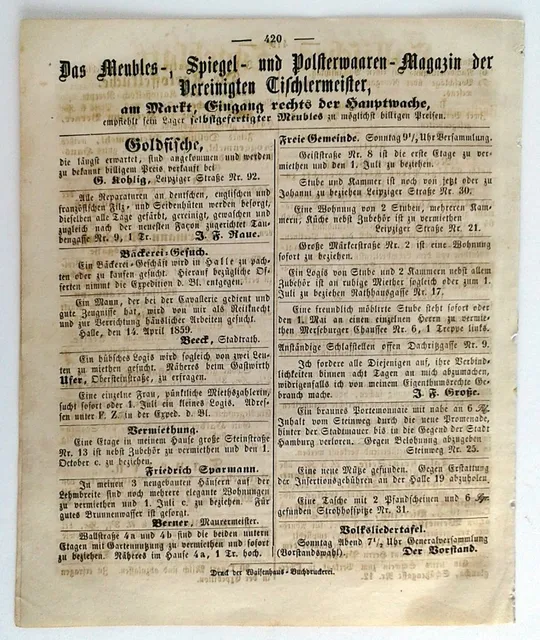 — 420 —
Das Meubles-, Spiegel- und Polsterwaaren-Magazin der
Vereinigten Tischlermeister,
am Markt, Eingang rechts der Hauptwache,
empfiehlt sein Lager selbstgefertigter Meubles zu möglichst billigen Preisen.
Goldfische,
die längst erwartet, sind angekommen und werden
zu bekannt billigem Preis verkauft bei
G. Kohlig, Leipziger Straße Nr. 92.
Alle Reparaturen an deutschen, englischen und
französischen Filz- und Seidenhüten werden besorgt,
dieselben alle Tage gefärbt, gereinigt, gewaschen und
zugleich nach der neusten Façon zugerichtet Tau-
bengasse Nr. 9, 1 Tr. J. F. Raue.
Bäckerei-Gesuch.
Ein Bäckerei-Geschäft wird in Halle zu pach-
ten oder zu kaufen gesucht. Hierauf bezügliche Of-
ferten nimmt die Expedition d. Bl. entgegen.
Ein Mann, der bei der Cavallerie gedient und
gute Zeugnisse hat, wird von mir als Reitknecht
und zur Verrichtung häuslicher Arbeiten gesucht.
Halle, den 14. April 1859.
Beeck, Stadtrath.
Ein hübsches Logis wird sogleich von zwei Leu-
ten zu miethen gesucht. Näheres beim Gastwirth
Ufer, Obersteinstraße, zu erfragen.
Eine einzelne Frau, pünktliche Miethszahlerin,
sucht sofort oder 1. Juli ein kleines Logis. Adres-
sen unter F. Z. in der Exped. d. Bl.
Vermiethung.
Eine Etage in meinem Hause große Steinstraße
Nr. 13 ist nebst Zubehör zu vermiethen und den 1.
October c. zu beziehen.
Friedrich Sparmann.
In meinen 3 neugebauten Häusern auf der
Lehmbreite sind noch mehrere elegante Wohnungen
zu vermiethen und 1. Juli c. zu beziehen. Für
gutes Brunnenwasser ist gesorgt.
Berner, Maurermeister.
Wallstraße 4a und 4b sind die beiden untern
Etagen mit Gartennutzung zu vermiethen und sofort
zu beziehen. Näheres im Hause 4a, 1 Tr. hoch.
Freie Gemeinde. Sonntag 9 1/2 Uhr Versammlung.
Geiststraße Nr. 8 ist die erste Etage zu ver-
miethen und den 1. Juli zu beziehen.
Stube und Kammer ist noch von jetzt oder zu
Johanni zu beziehen Leipziger Straße Nr. 30.
Eine Wohnung von 2 Stuben, mehreren Kam-
mern, Küche nebst Zubehör ist zu vermiethen
Leipziger Straße Nr. 21.
Große Märkerstraße Nr. 2 ist eine Wohnung
sofort zu beziehen.
Ein Logis von Stube und 2 Kammern nebst allem
Zubehör ist an ruhige Miether sogleich oder zum 1.
Juli zu beziehen Rathhausgasse Nr. 17.
Eine freundlich möblirte Stube steht sofort oder
den 1. Mai an einen einzelnen Herrn zu vermie-
then Merseburger Chaussee Nr. 6, 1 Treppe links.
Anständige Schlafstellen offen Dachritzgasse Nr. 9.
Ich fordere alle Diejenigen auf, ihre Verbind-
lichkeiten binnen acht Tagen an mich abzumachen,
widrigenfalls ich von meinem Eigenthumsrechte Ge-
brauch mache. J. F. Große.
Ein braunes Portemonnaie mit nahe an 6
Inhalt vom Steinweg durch die neue Promenade,
hinter der Stadtmauer bis in die Gegend der Stadt
Hamburg verloren. Gegen Belohnung abzugeben
Steinweg Nr. 25.
Eine neue Mütze gefunden. Gegen Erstattung
der Insertionsgebühren an der Halle 19 abzuholen.
Eine Tasche mit 2 Pfandscheinen und 6
gefunden Strohhofspitze Nr. 31.
Volksliedertafel.
Sonntag Abend 7 1/2 Uhr Generalversammlung
(Vorstandswahl). Der Vorstand.
Druck der Waisenhaus-Buchdruckerei.